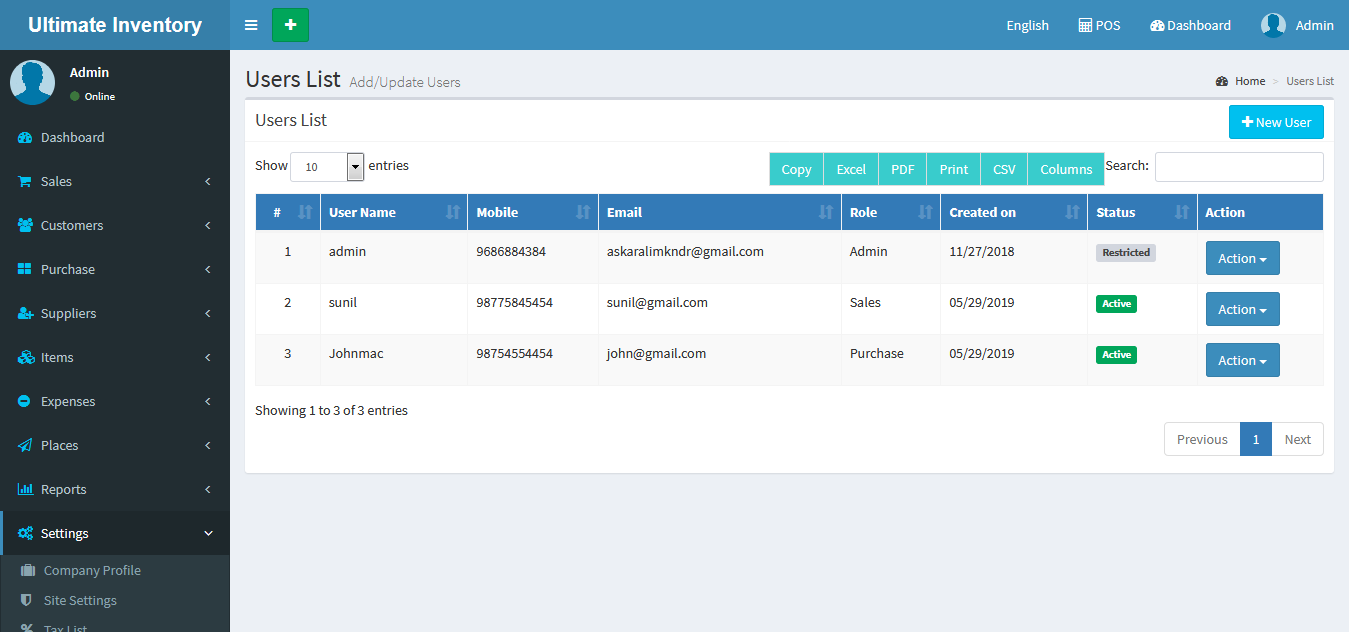 Ultimate Inventory
English POS Dashboard Admin
Admin
Online
Dashboard
Sales
Customers
Purchase
Suppliers
Items
Expenses
Places
Reports
Settings
Company Profile
Site Settings
Tax List
Users List Add/Update Users
Home > Users List
Users List
New User
Show 10 entries
Copy Excel PDF Print CSV Columns Search:
# User Name Mobile Email Role Created on Status Action
1 admin 9686884384 askaralimkndr@gmail.com Admin 11/27/2018 Restricted Action
2 sunil 98775845454 sunil@gmail.com Sales 05/29/2019 Active Action
3 Johnmac 98754554454 john@gmail.com Purchase 05/29/2019 Active Action
Showing 1 to 3 of 3 entries
Previous 1 Next